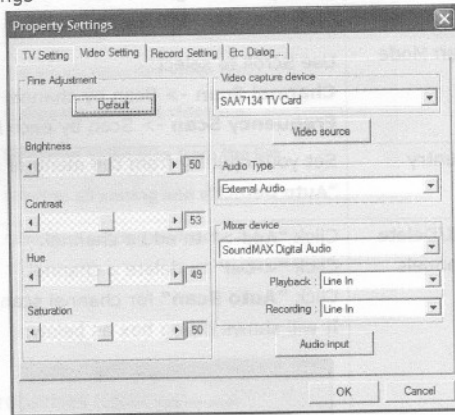 Property Settings
TV Setting
Video Setting
Record Setting
Etc Dialog...
Fine Adjustment
Default
Brightness
50
Contrast
53
Hue
49
Saturation
50
Video capture device
SAA7134 TV Card
Video source
Audio Type
External Audio
Mixer device
SoundMAX Digital Audio
Playback : Line In
Recording : Line In
Audio input
OK
Cancel